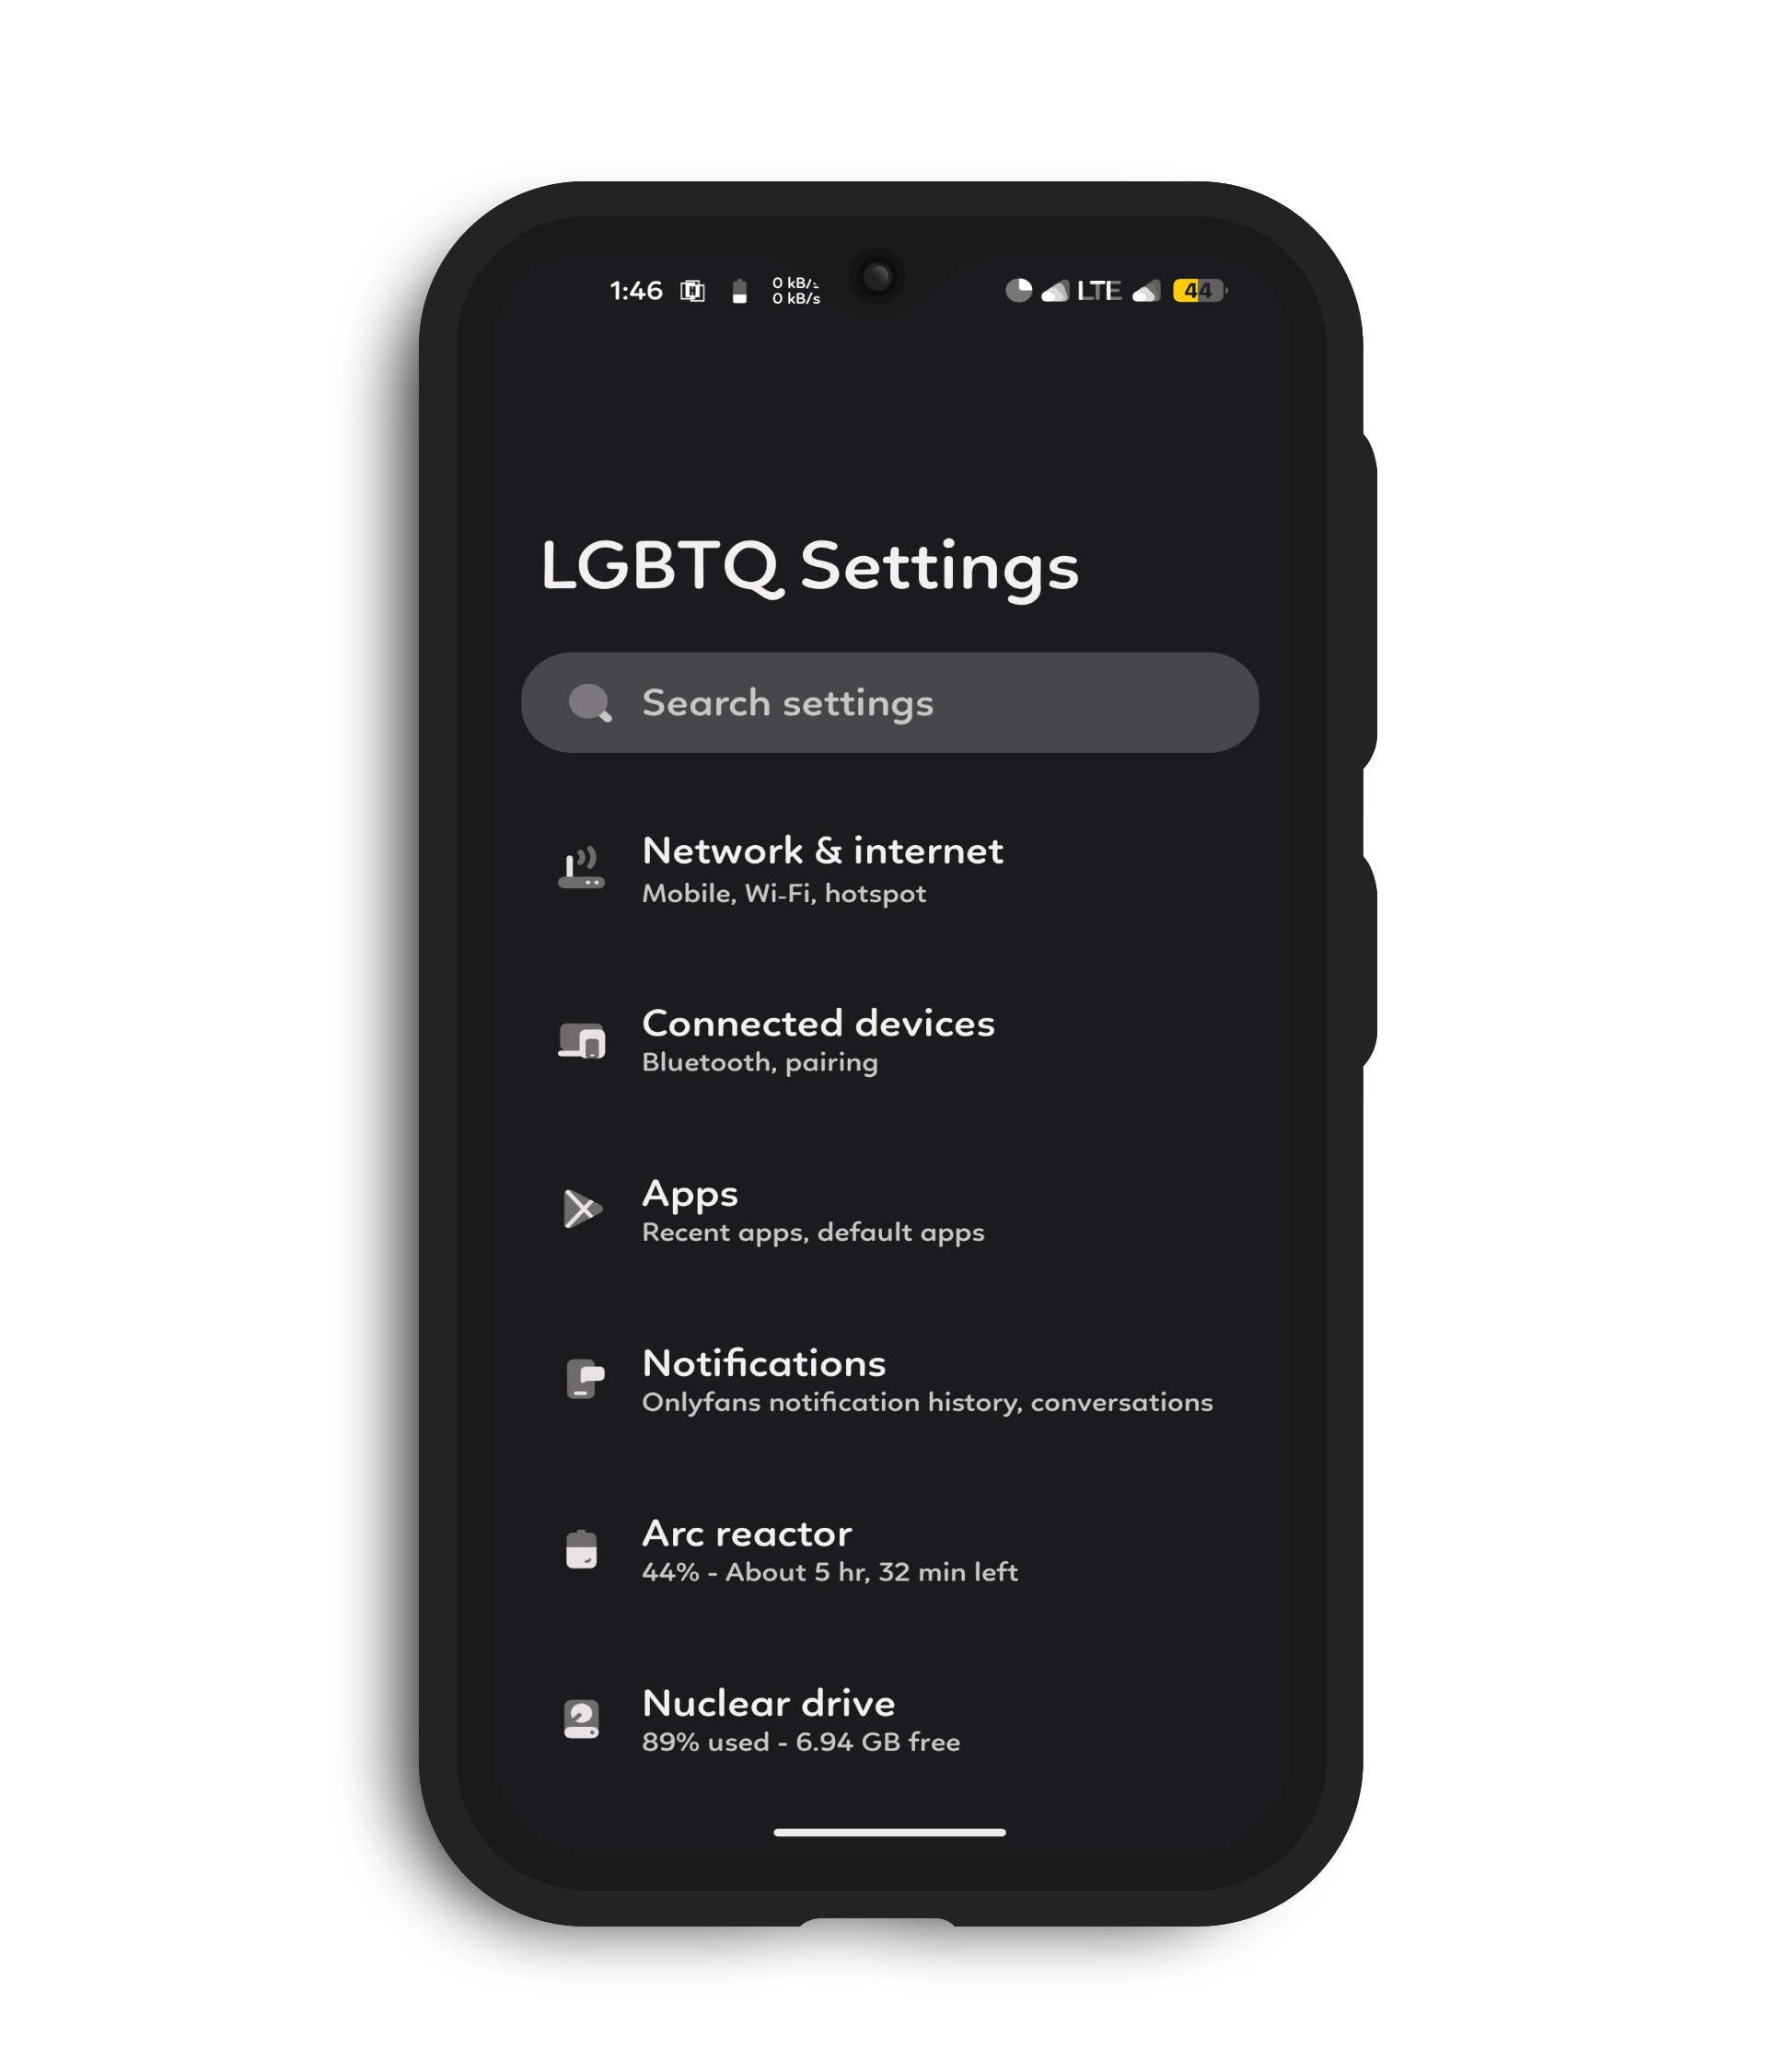 1:46
0 kB/s
0 kB/s
LTE
44
LGBTQ Settings
Search settings
Network & internet
Mobile, Wi-Fi, hotspot
Connected devices
Bluetooth, pairing
Apps
Recent apps, default apps
Notifications
Onlyfans notification history, conversations
Arc reactor
44% - About 5 hr, 32 min left
Nuclear drive
89% used - 6.94 GB free